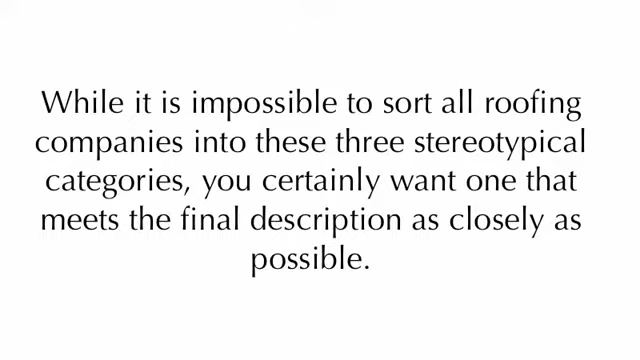 While it is impossible to sort all roofing
companies into these three stereotypical
categories, you certainly want one that
meets the final description as closely as
possible.